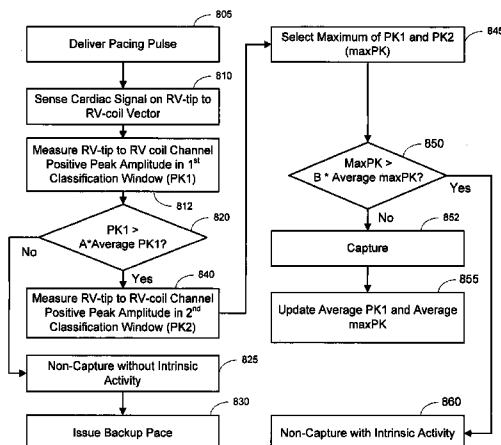 805
Deliver Pacing Pulse
810
Sense Cardiac Signal on RV-tip to
RV-coil Vector
Measure RV-tip to RV coil Channel
Positive Peak Amplitude in 1st
Classification Window (PK1)
812
820
PK1 >
A*Average PK1?
No
Yes
840
Measure RV-tip to RV-coil Channel
Positive Peak Amplitude in 2nd
Classification Window (PK2)
825
Non-Capture without Intrinsic
Activity
830
Issue Backup Pace
845
Select Maximum of PK1 and PK2
(maxPK)
850
MaxPK >
B * Average maxPK?
Yes
No
852
Capture
855
Update Average PK1 and Average
maxPK
860
Non-Capture with Intrinsic Activity